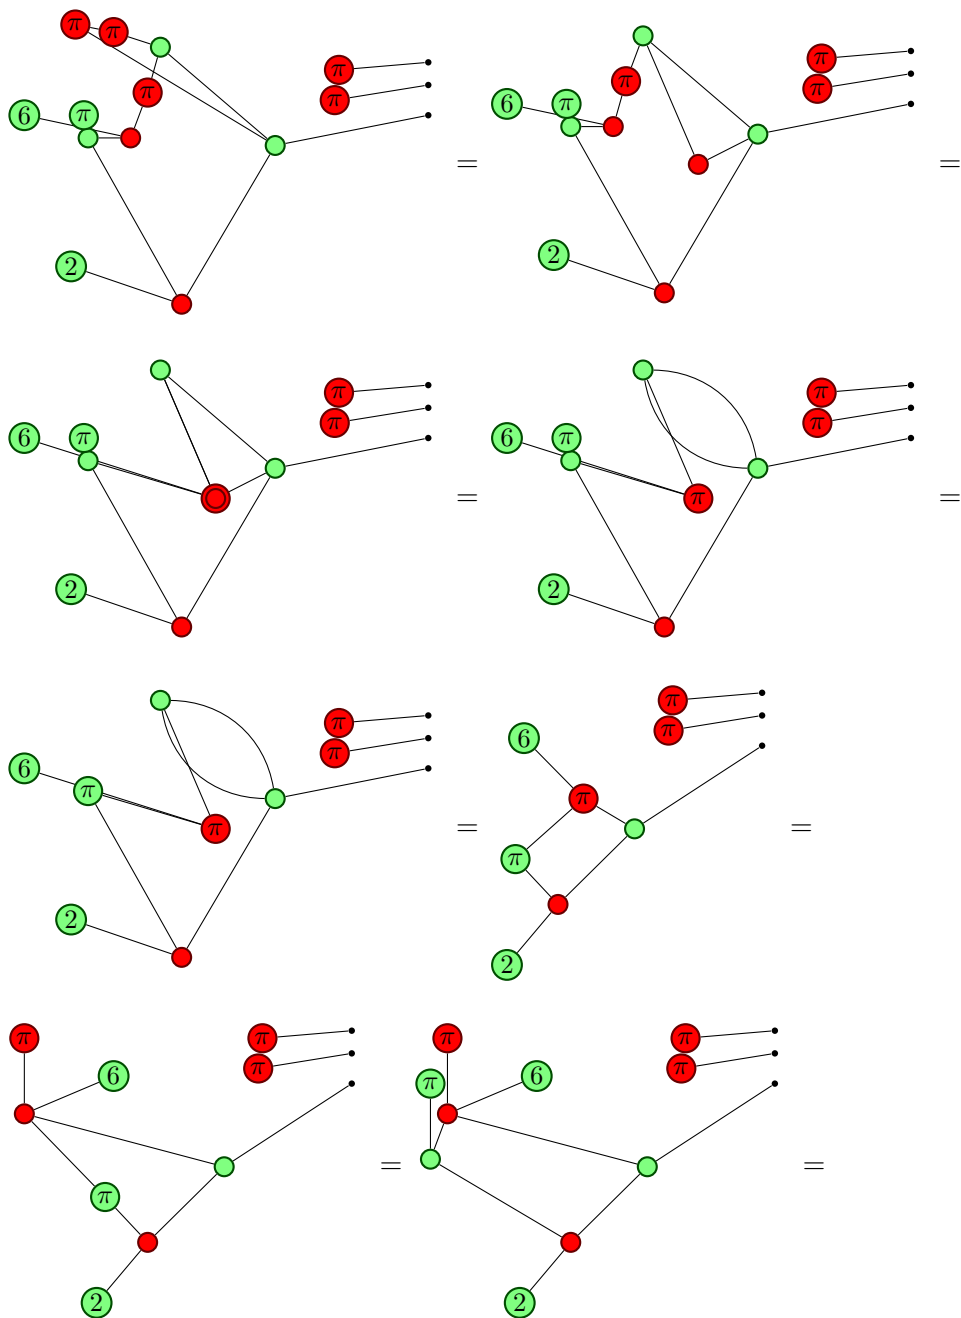 π π π
π π π
6 π 6 π
= =
2 2
π π
6 π π 6 π π
π
= =
2 2
π π
6 π 6 π
π π π
= =
2 π
2
π π π π
6 π π 6 π
= =
π
2 2